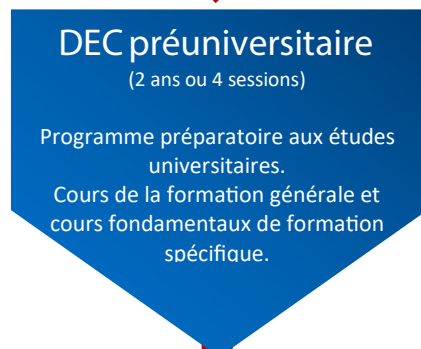 DEC préuniversitaire
(2 ans ou 4 sessions)
Programme préparatoire aux études
universitaires.
Cours de la formation générale et
cours fondamentaux de formation
spécifique.